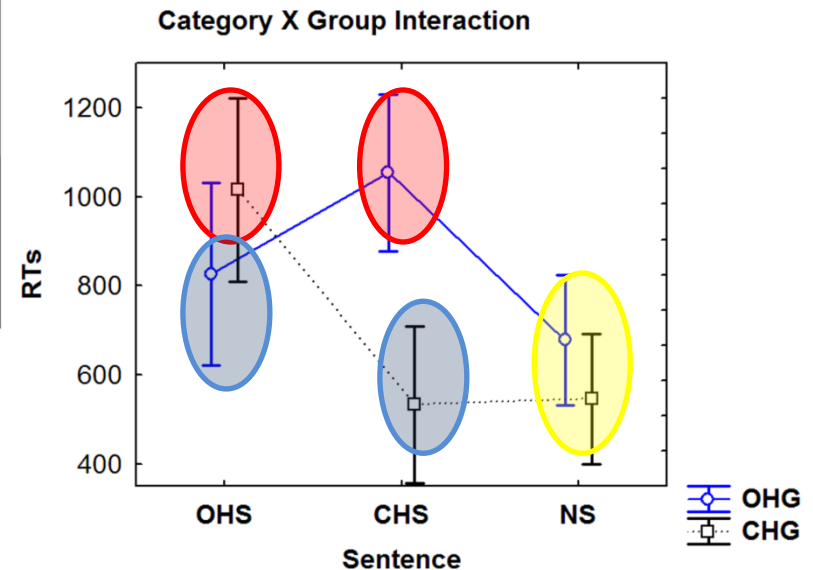 Category X Group Interaction
1200
1000
800
600
400
RTs
OHS CHS NS
Sentence
OHG
CHG